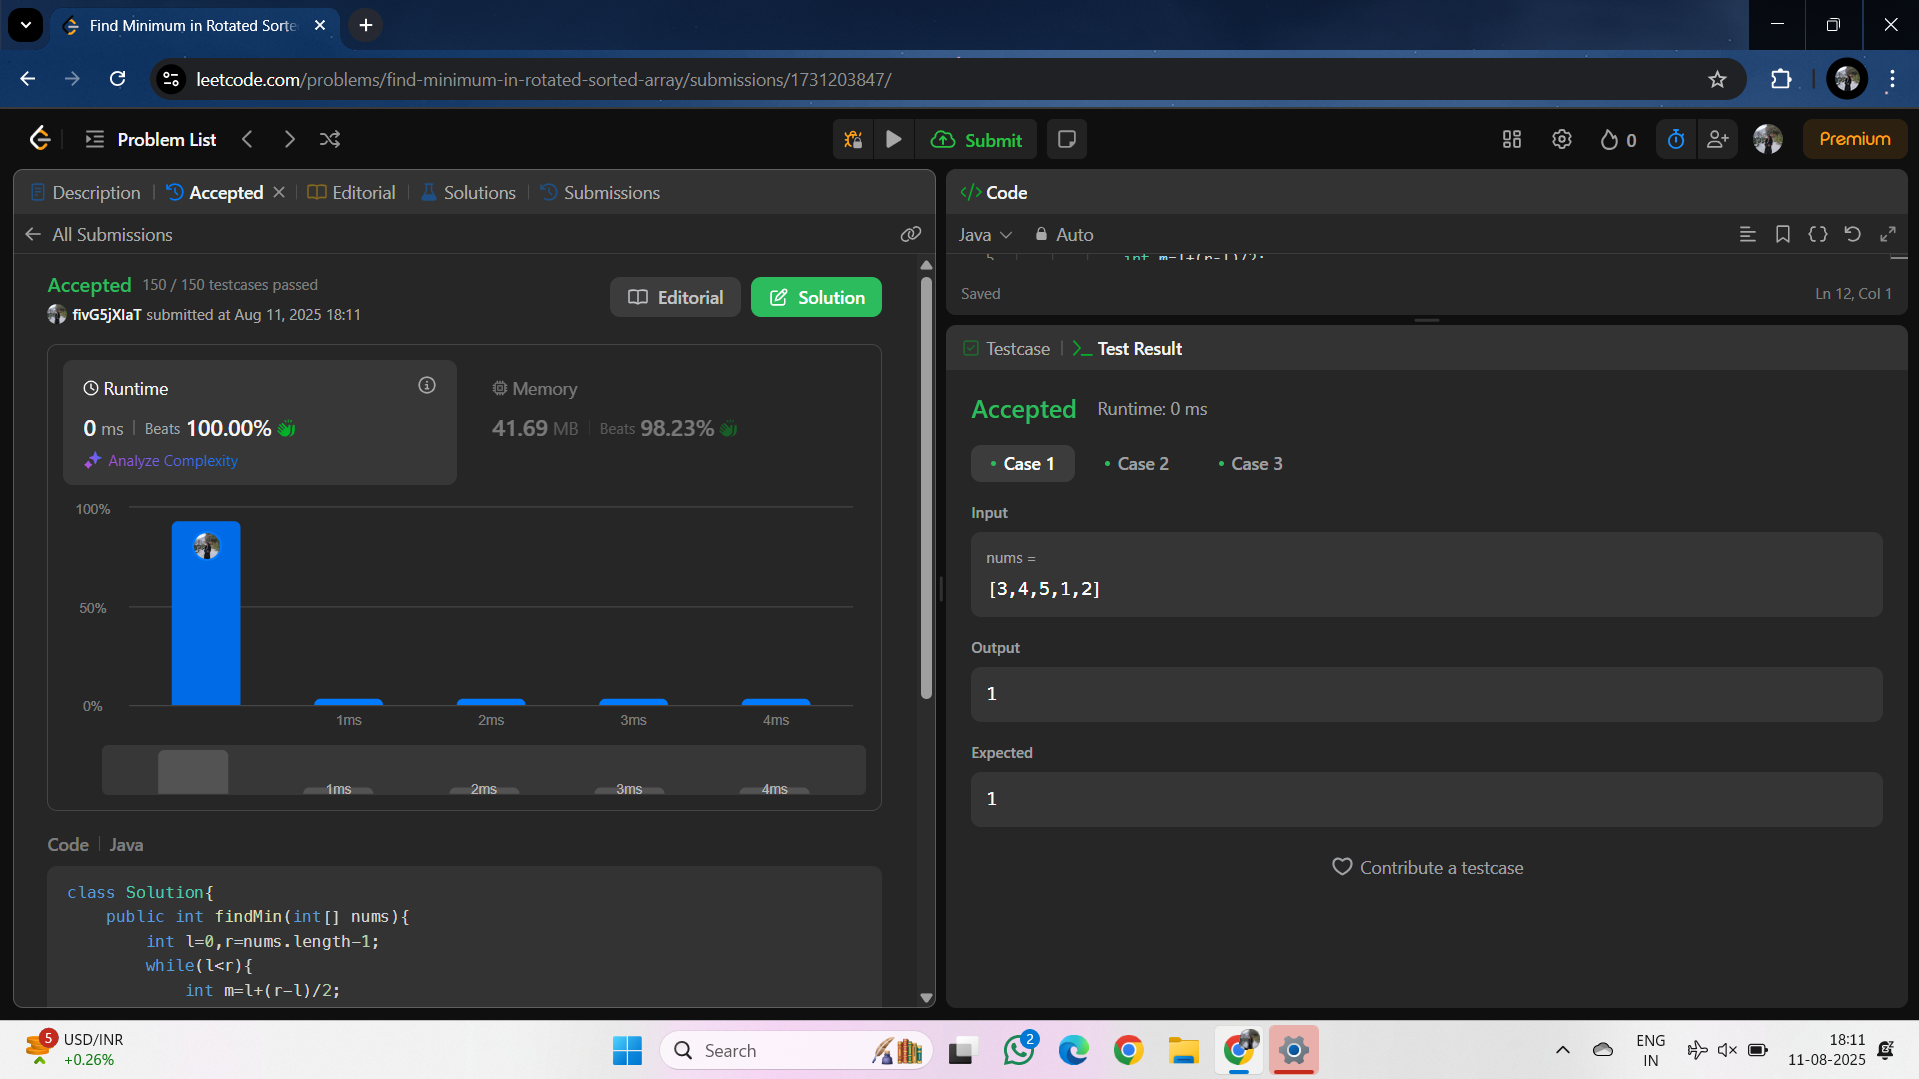 Find Minimum in Rotated Sorte
leetcode.com/problems/find-minimum-in-rotated-sorted-array/submissions/1731203847/
Problem List
Submit
0
Premium
Description
Accepted
Editorial
Solutions
Submissions
All Submissions
Accepted 150 / 150 testcases passed
fivG5jXlaT submitted at Aug 11, 2025 18:11
Editorial
Solution
Runtime
0 ms | Beats 100.00%
Analyze Complexity
Memory
41.69 MB | Beats 98.23%
100%
50%
0%
1ms 2ms 3ms 4ms
1ms 2ms 3ms 4ms
Code | Java
class Solution{
public int findMin(int[] nums){
int l=0,r=nums.length-1;
while(l<r){
int m=l+(r-l)/2;
</> Code
Java
Auto
5 int m=l+(r-l)/2;
Saved
Ln 12, Col 1
Testcase
Test Result
Accepted Runtime: 0 ms
• Case 1 • Case 2 • Case 3
Input
nums =
[3,4,5,1,2]
Output
1
Expected
1
Contribute a testcase
5
USD/INR
+0.26%
Search
2
ENG
IN
18:11
11-08-2025